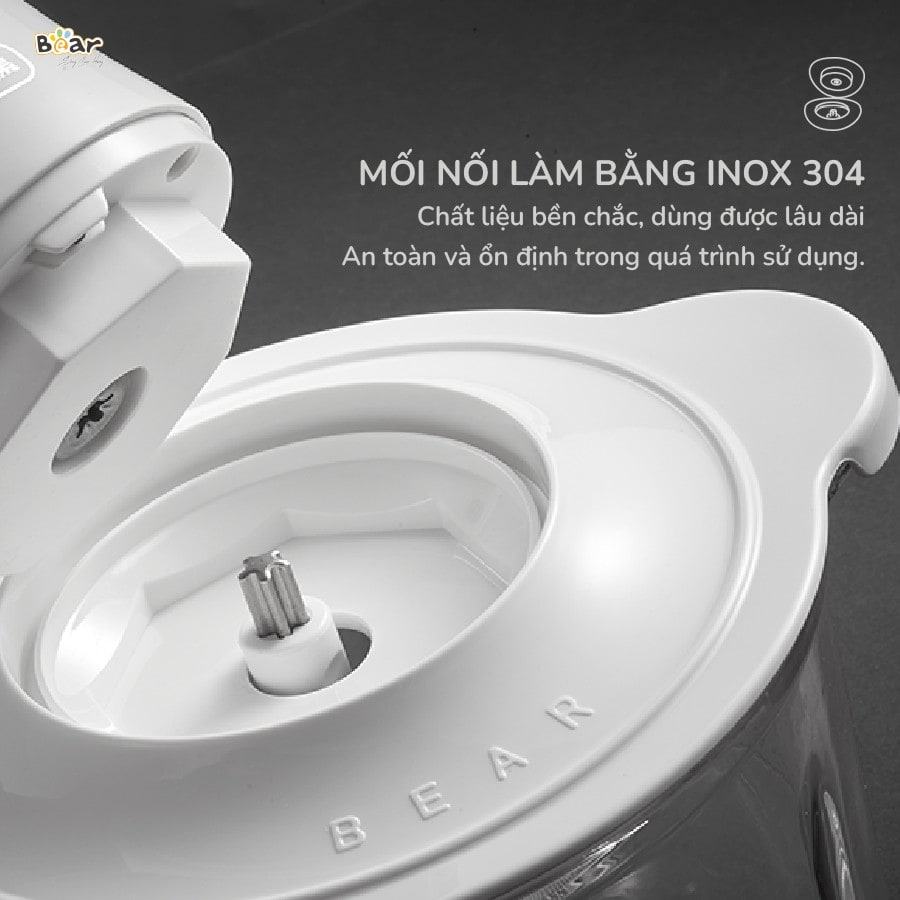 Bear
MỐI NỐI LÀM BẰNG INOX 304
Chất liệu bền chắc, dùng được lâu dài
An toàn và ổn định trong quá trình sử dụng.
BEAR